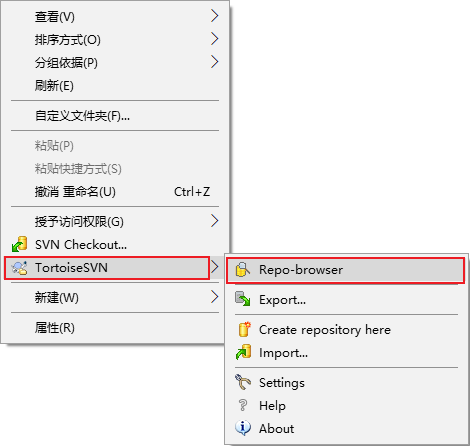 查看(V)
排序方式(O)
分组依据(P)
刷新(E)
自定义文件夹(F)...
粘贴(P)
粘贴快捷方式(S)
撤消 重命名(U) Ctrl+Z
授予访问权限(G)
SVN Checkout...
TortoiseSVN
新建(W)
属性(R)
Repo-browser
Export...
Create repository here
Import...
Settings
Help
About